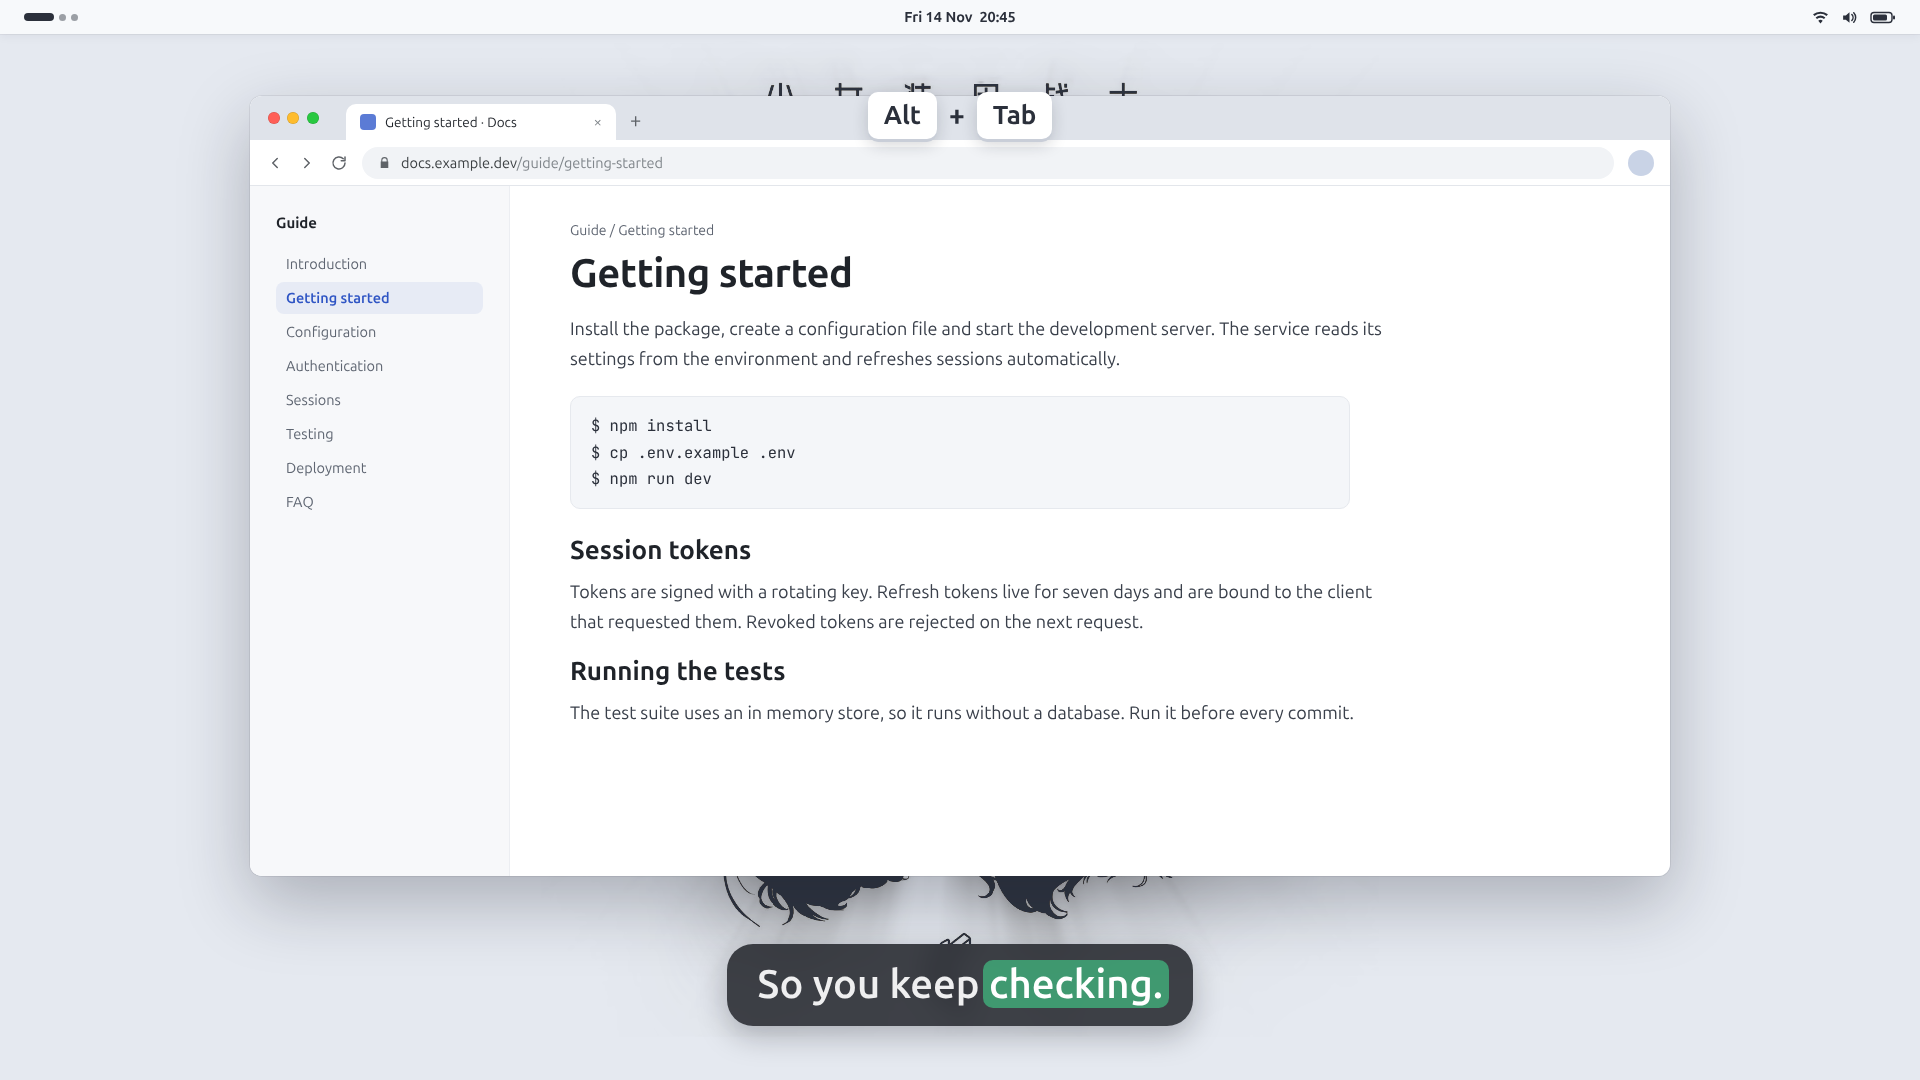 Fri 14 Nov 20:45
Getting started · Docs
Alt + Tab
docs.example.dev/guide/getting-started
Guide
Introduction
Getting started
Configuration
Authentication
Sessions
Testing
Deployment
FAQ
Guide / Getting started
Getting started
Install the package, create a configuration file and start the development server. The service reads its
settings from the environment and refreshes sessions automatically.
$ npm install
$ cp .env.example .env
$ npm run dev
Session tokens
Tokens are signed with a rotating key. Refresh tokens live for seven days and are bound to the client
that requested them. Revoked tokens are rejected on the next request.
Running the tests
The test suite uses an in memory store, so it runs without a database. Run it before every commit.
So you keep checking.